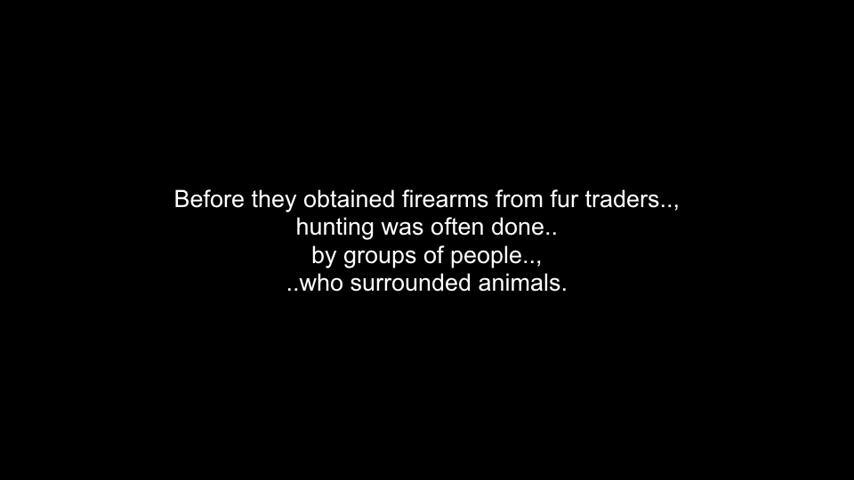 Before they obtained firearms from fur traders..,
hunting was often done..
by groups of people..,
..who surrounded animals.